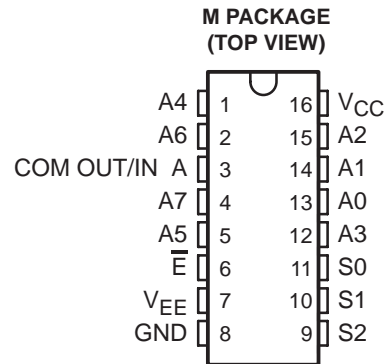 M PACKAGE
(TOP VIEW)
A4 1 16 VCC
A6 2 15 A2
COM OUT/IN A 3 14 A1
A7 4 13 A0
A5 5 12 A3
E̅ 6 11 S0
VEE 7 10 S1
GND 8 9 S2